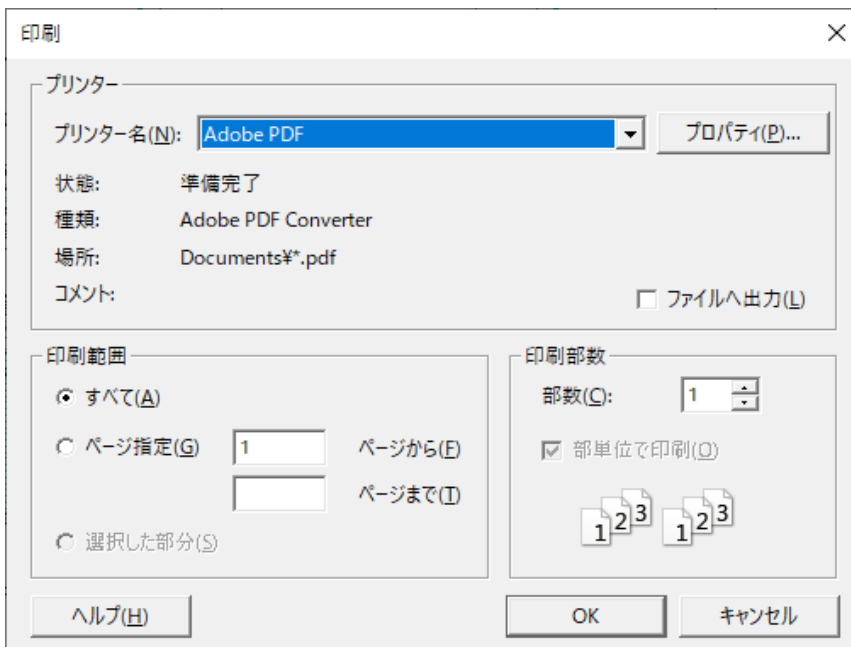 印刷
プリンター
プリンター名(N): Adobe PDF プロパティ(P)...
状態: 準備完了
種類: Adobe PDF Converter
場所: Documents¥*.pdf
コメント: ファイルへ出力(L)
印刷範囲
すべて(A)
ページ指定(G) 1 ページから(F)
ページまで(T)
選択した部分(S)
印刷部数
部数(C): 1
部単位で印刷(O)
1 2 3 1 2 3
ヘルプ(H) OK キャンセル